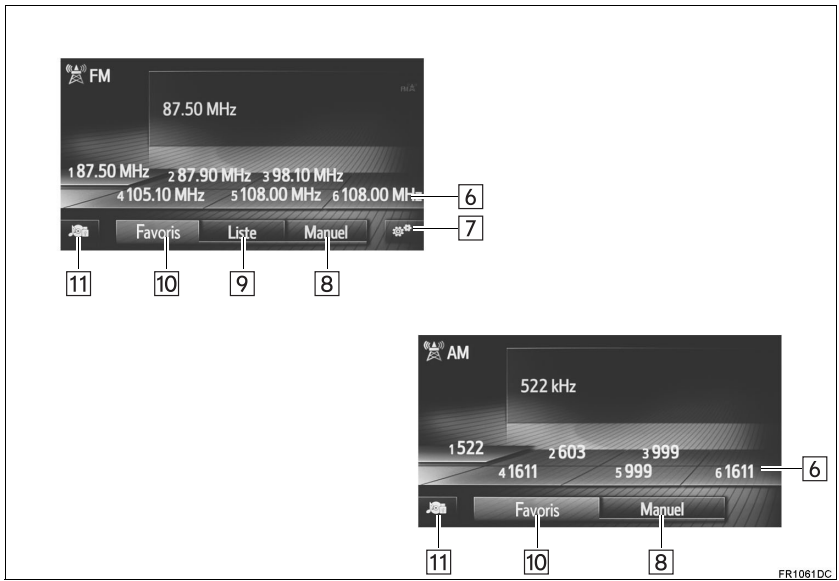 FM
87.50 MHz
1 87.50 MHz 2 87.90 MHz 3 98.10 MHz
4 105.10 MHz 5 108.00 MHz 6 108.00 MHz
6
7
Favoris Liste Manuel
11 10 9 8
AM
522 kHz
1 522 2 603 3 999
4 1611 5 999 6 1611
6
Favoris Manuel
11 10 8
FR1061DC